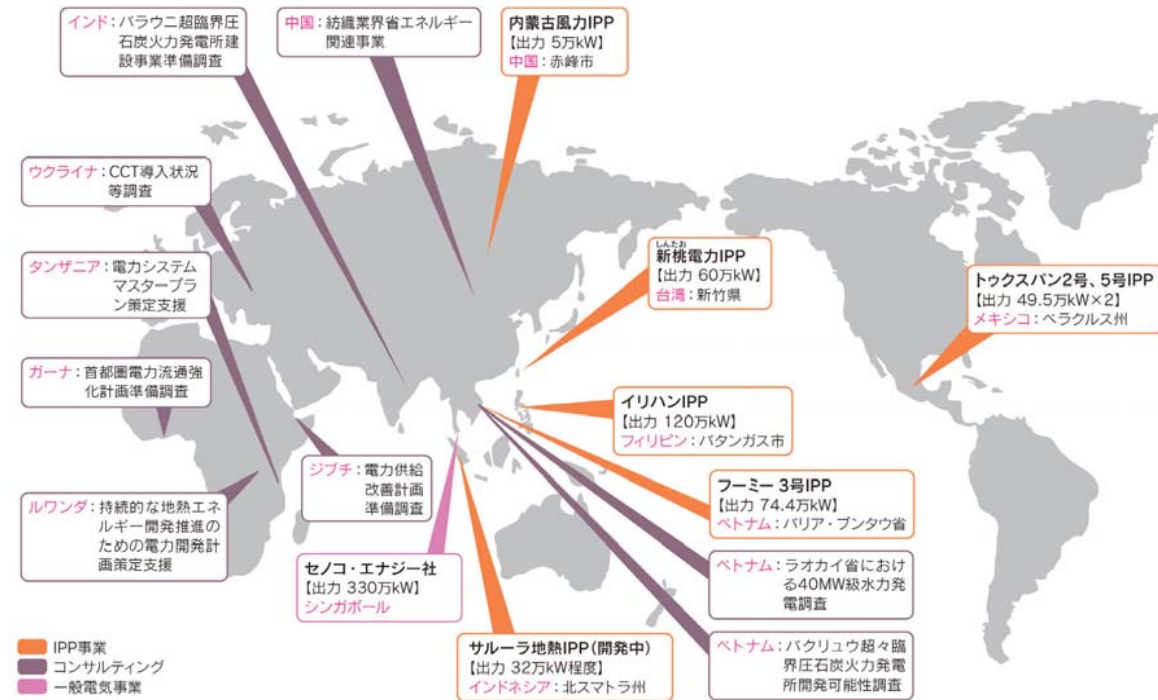 インド：バラウニ超臨界圧
石炭火力発電所建
設事業準備調査
中国：紡織業界省エネルギー
関連事業
内蒙古風力IPP
【出力 5万kW】
中国：赤峰市
ウクライナ：CCT導入状況
等調査
タンザニア：電力システム
マスタープラ
ン策定支援
ガーナ：首都圏電力流通強
化計画準備調査
ルワンダ：持続的な地熱エネ
ルギー開発推進の
ための電力開発計
画策定支援
ジブチ：電力供給
改善計画
準備調査
セノコ・エナジー社
【出力 330万kW】
シンガポール
しんたお
新桃電力IPP
【出力 60万kW】
台湾：新竹県
トゥクスパン2号、5号IPP
【出力 49.5万kW×2】
メキシコ：ベラクルス州
イリハンIPP
【出力 120万kW】
フィリピン：バタンガス市
フーミー 3号IPP
【出力 74.4万kW】
ベトナム：バリア・ブンタウ省
ベトナム：ラオカイ省におけ
る40MW級水力発
電調査
ベトナム：バクリュウ超々臨
界圧石炭火力発電
所開発可能性調査
サルーラ地熱IPP（開発中）
【出力 32万kW程度】
インドネシア：北スマトラ州
IPP事業
コンサルティング
一般電気事業